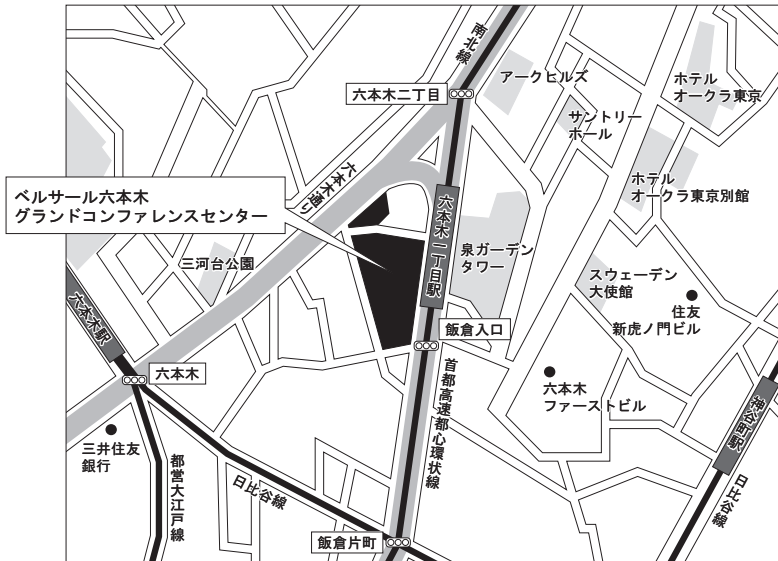 南北線
アークヒルズ
ホテル
オークラ東京
六本木二丁目
サントリー
ホール
六本木通り
ベルサール六本木
グランドコンファレンスセンター
六本木一丁目駅
ホテル
オークラ東京別館
三河台公園
泉ガーデン
タワー
スウェーデン
大使館
住友
新虎ノ門ビル
六本木駅
飯倉入口
六本木
首都高速都心環状線
六本木
ファーストビル
神谷町駅
三井住友
銀行
都営大江戸線
日比谷線
日比谷線
飯倉片町